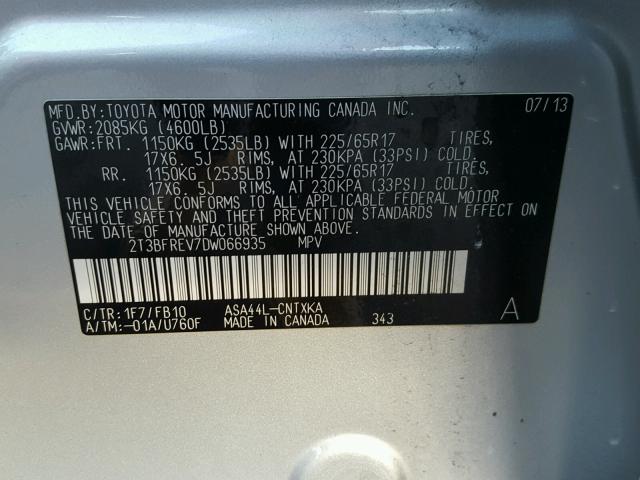 MFD.BY:TOYOTA MOTOR MANUFACTURING CANADA INC. 07/13
GVWR:2085KG (4600LB)
GAWR:FRT. 1150KG (2535LB) WITH 225/65R17 TIRES,
17X6.5J RIMS, AT 230KPA (33PSI) COLD.
RR. 1150KG (2535LB) WITH 225/65R17 TIRES,
17X6.5J RIMS, AT 230KPA (33PSI) COLD.
THIS VEHICLE CONFORMS TO ALL APPLICABLE FEDERAL MOTOR
VEHICLE SAFETY AND THEFT PREVENTION STANDARDS IN EFFECT ON
THE DATE OF MANUFACTURE SHOWN ABOVE.
2T3BFREV7DW066935 MPV
C/TR:1F7/FB10 ASA44L-CNTXKA
A/TM:-01A/U760F MADE IN CANADA 343 A